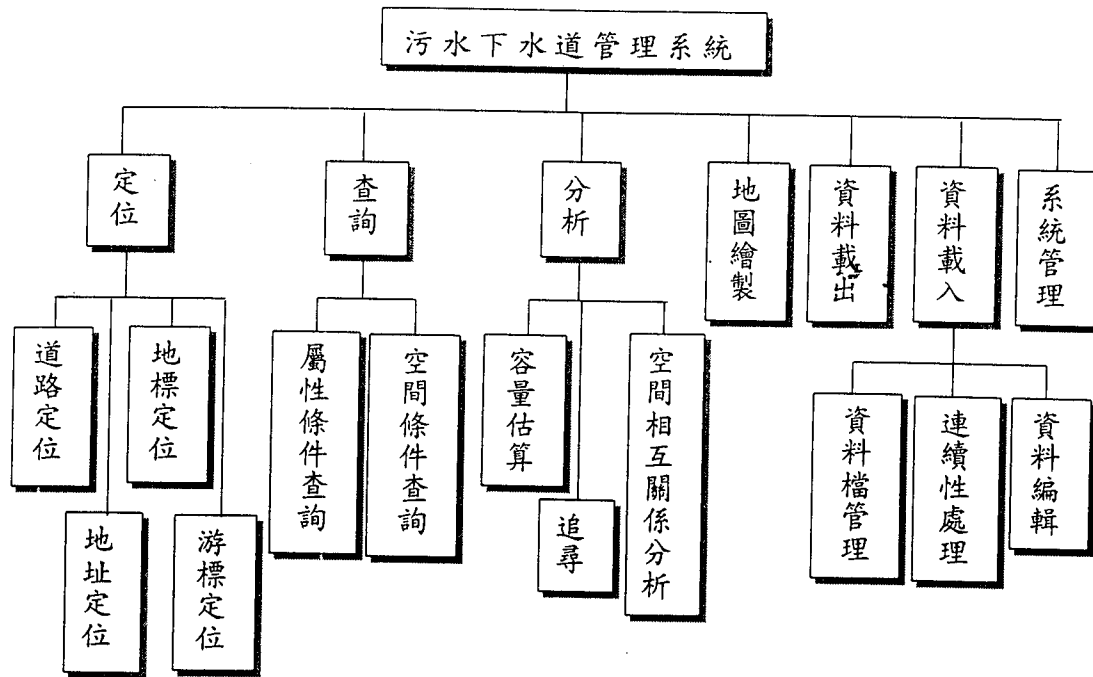 污水下水道管理系統
定位
查詢
分析
地圖繪製
資料載出
資料載入
系統管理
道路定位
地標定位
屬性條件查詢
空間條件查詢
容量估算
空間相互關係分析
資料檔管理
連續性處理
資料編輯
地址定位
游標定位
追尋